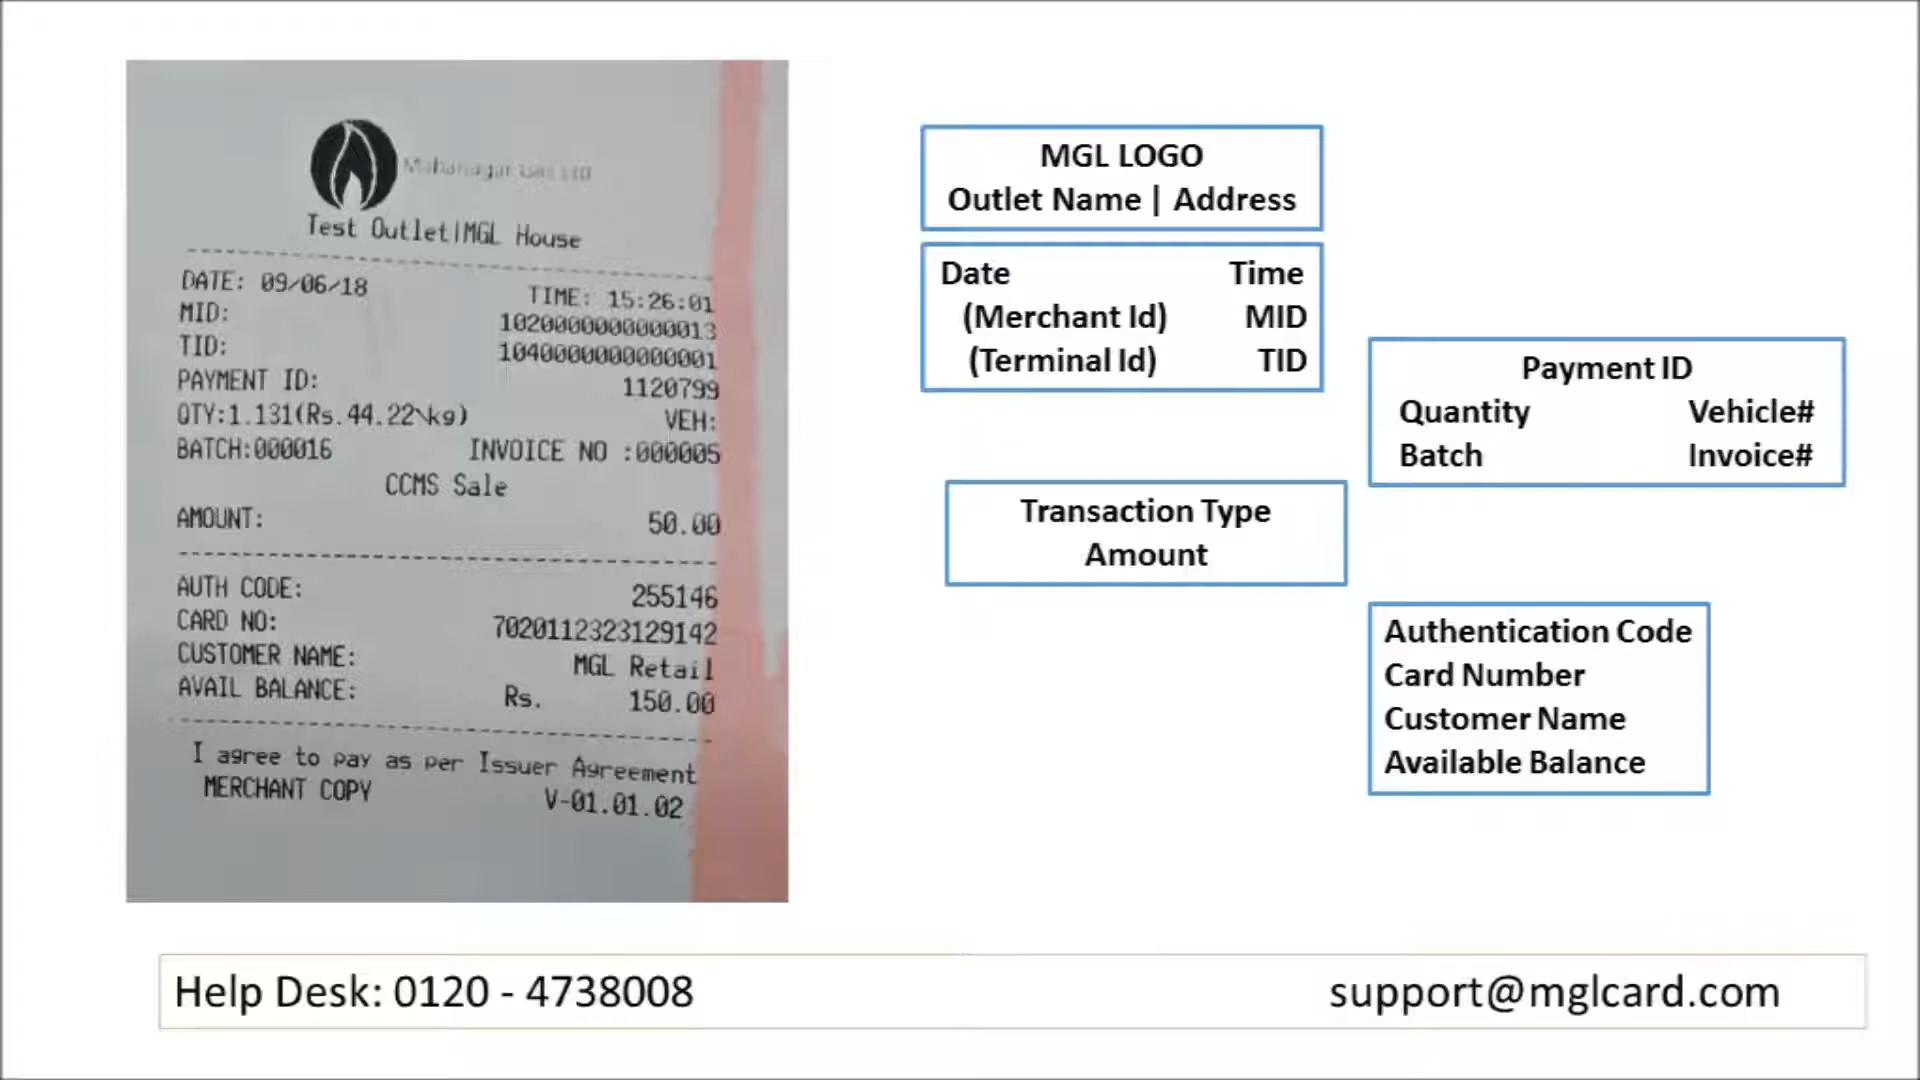 Mahanagar Gas Ltd
Test Outlet|MGL House
DATE: 09/06/18 TIME: 15:26:01
MID: 102000000000013
TID: 104000000000001
PAYMENT ID: 1120799
QTY:1.131(Rs.44.22\kg) VEH:
BATCH:000016 INVOICE NO :000005
CCMS Sale
AMOUNT: 50.00
AUTH CODE: 255146
CARD NO: 7020112323129142
CUSTOMER NAME: MGL Retail
AVAIL BALANCE: Rs. 150.00
I agree to pay as per Issuer Agreement
MERCHANT COPY V-01.01.02
MGL LOGO
Outlet Name | Address
Date Time
(Merchant Id) MID
(Terminal Id) TID
Payment ID
Quantity Vehicle#
Batch Invoice#
Transaction Type
Amount
Authentication Code
Card Number
Customer Name
Available Balance
Help Desk: 0120 - 4738008 support@mglcard.com